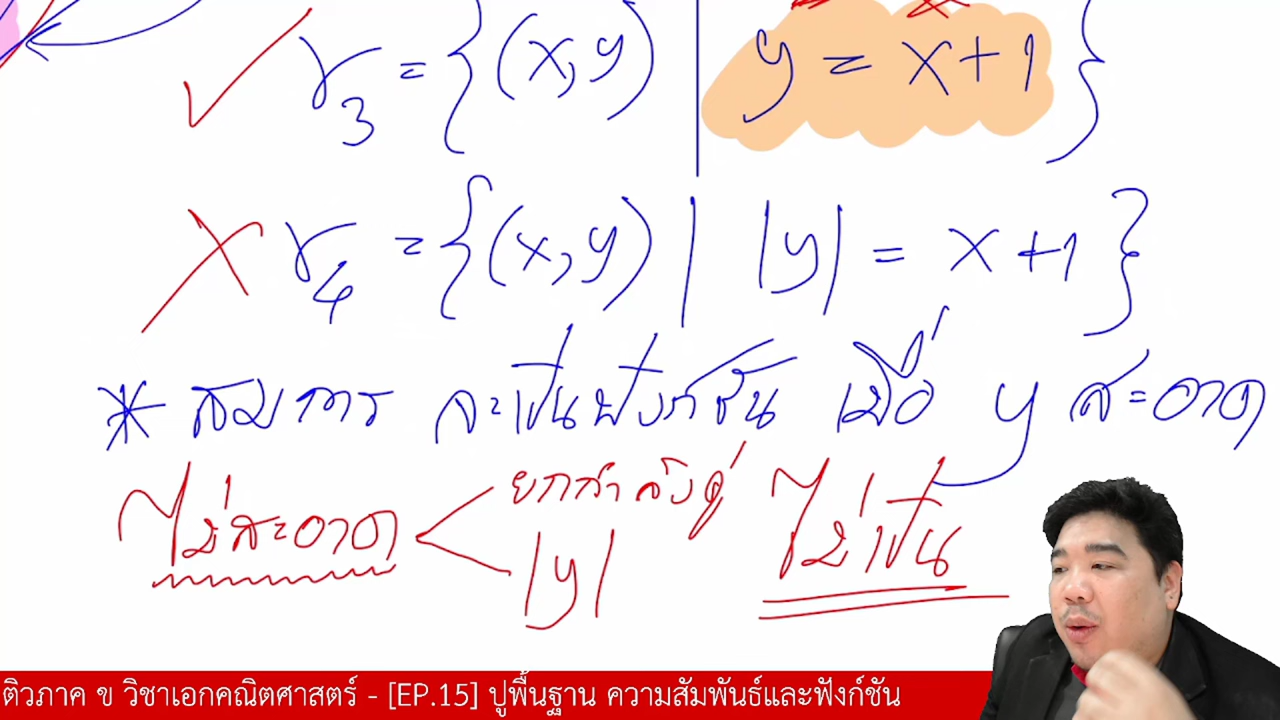 r₃ = {(x, y) | y = x+1}
r₄ = {(x, y) | |y| = x+1}
* สมการ จะเป็นฟังก์ชัน เมื่อ y สะอาด
ไม่สะอาด < ยกกำลังคู่ ไม่เป็น
|y|
ติวภาค ข วิชาเอกคณิตศาสตร์ - [EP.15] ปูพื้นฐาน ความสัมพันธ์และฟังก์ชัน